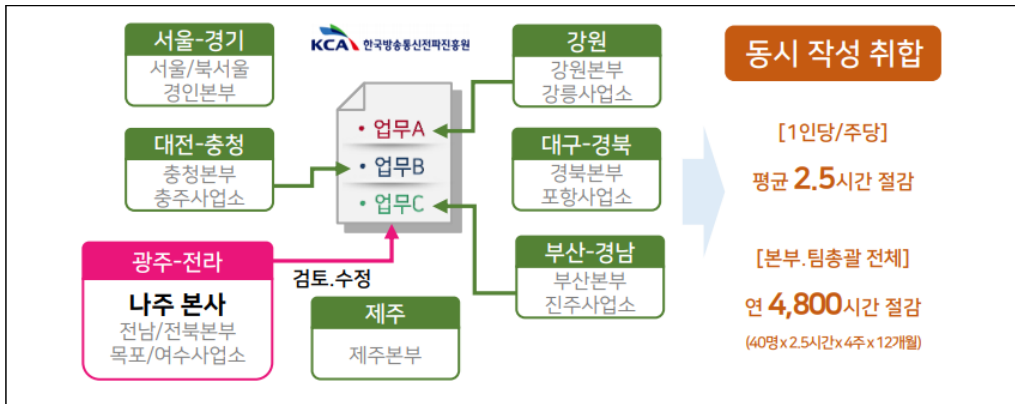 서울-경기
서울/북서울
경인본부
KCA 한국방송통신전파진흥원
강원
강원본부
강릉사업소
동시 작성 취합
• 업무A
• 업무B
• 업무C
대전-충청
충청본부
충주사업소
대구-경북
경북본부
포항사업소
[1인당/주당]
평균 2.5시간 절감
광주-전라
나주 본사
전남/전북본부
목포/여수사업소
검토.수정
제주
제주본부
부산-경남
부산본부
진주사업소
[본부.팀총괄 전체]
연 4,800시간 절감
(40명x2.5시간x4주x12개월)